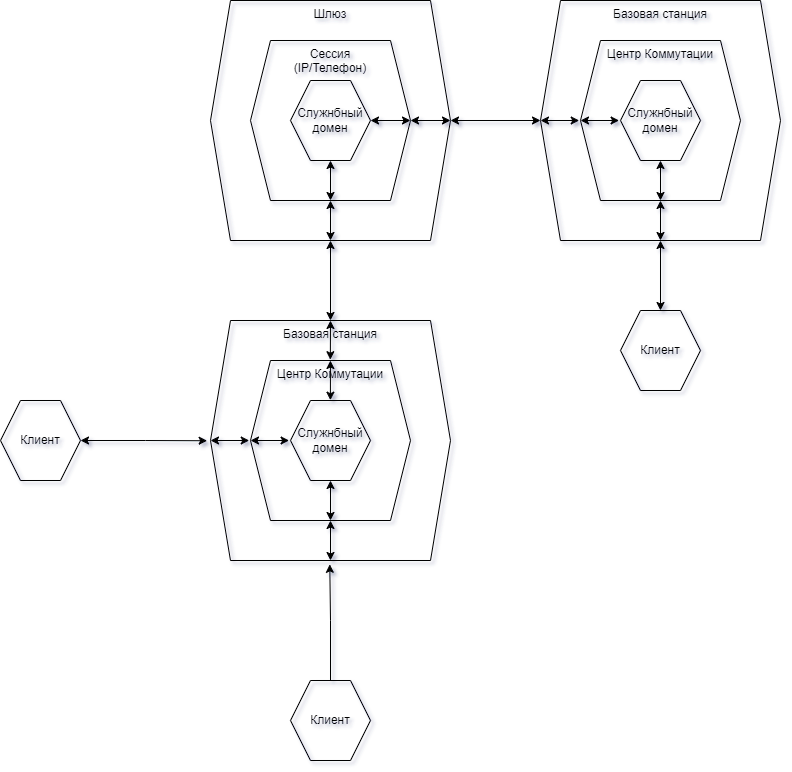 Шлюз
Сессия
(IP/Телефон)
Служнбный
домен
Базовая станция
Центр Коммутации
Служнбный
домен
Клиент
Базовая станция
Центр Коммутации
Служнбный
домен
Клиент
Клиент